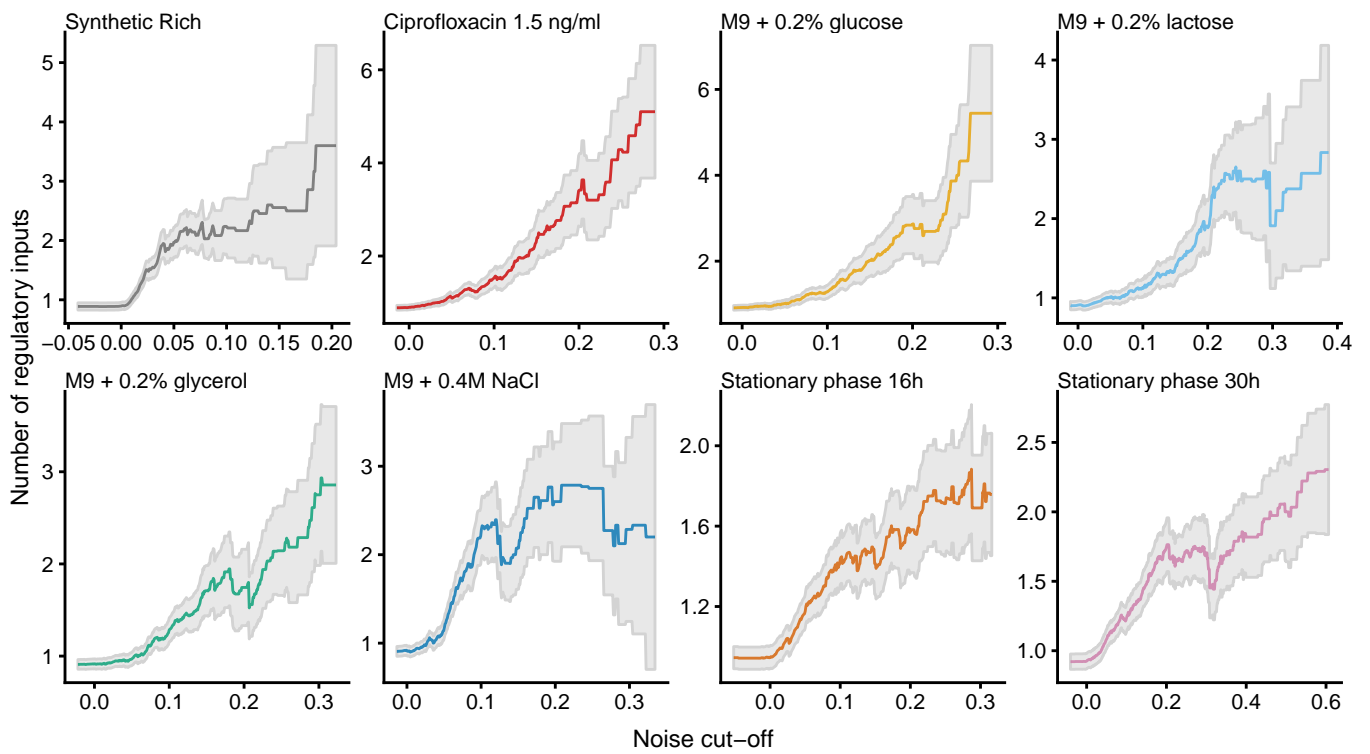 Synthetic Rich
Ciprofloxacin 1.5 ng/ml
M9 + 0.2% glucose
M9 + 0.2% lactose
5
4
3
2
1
−0.05 0.00 0.05 0.10 0.15 0.20
6
4
2
0.0 0.1 0.2 0.3
6
4
2
0.0 0.1 0.2 0.3
4
3
2
1
0.0 0.1 0.2 0.3 0.4
Number of regulatory inputs
M9 + 0.2% glycerol
M9 + 0.4M NaCl
Stationary phase 16h
Stationary phase 30h
3
2
1
0.0 0.1 0.2 0.3
3
2
1
0.0 0.1 0.2 0.3
2.0
1.6
1.2
0.0 0.1 0.2 0.3
2.5
2.0
1.5
1.0
0.0 0.2 0.4 0.6
Noise cut−off